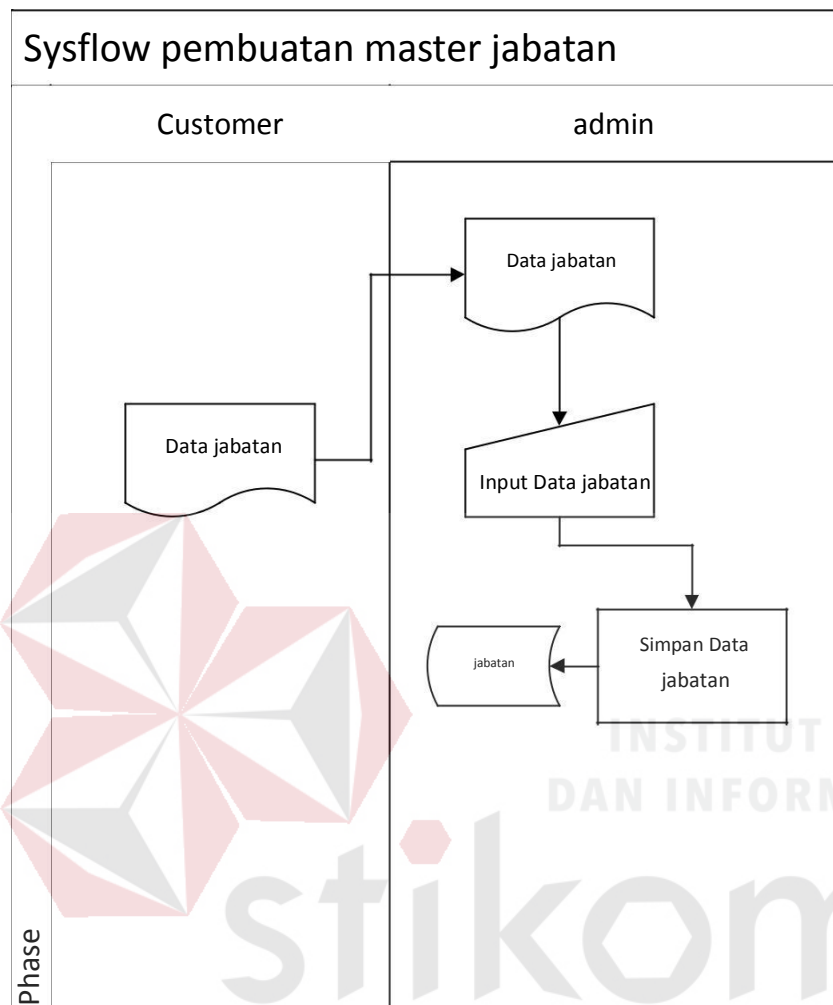 Sysflow pembuatan master jabatan
Customer
admin
Data jabatan
Data jabatan
Input Data jabatan
Simpan Data
jabatan
jabatan
INSTITUT
DAN INFORM
stikom
Phase